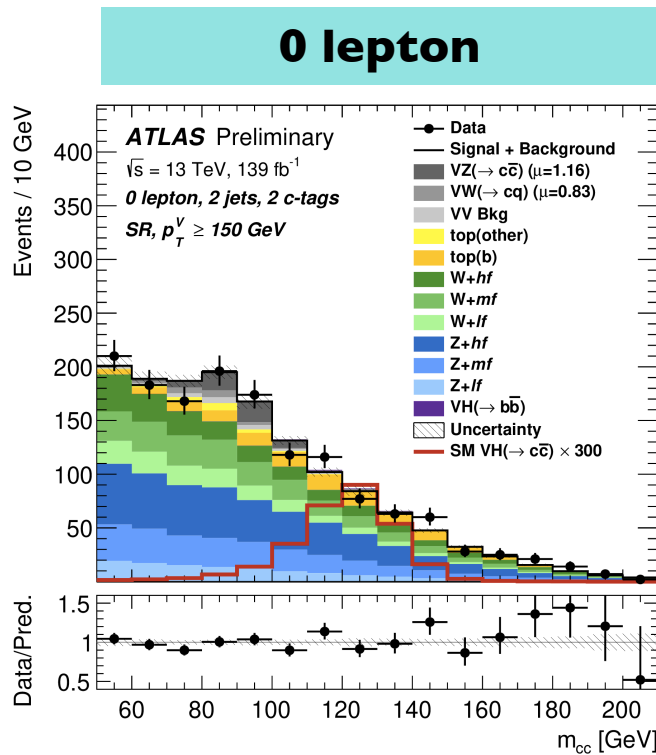 0 lepton
ATLAS Preliminary
√s = 13 TeV, 139 fb⁻¹
0 lepton, 2 jets, 2 c-tags
SR, p_T^V ≥ 150 GeV
Data
Signal + Background
VZ(→ cc̄) (μ=1.16)
VW(→ cq) (μ=0.83)
VV Bkg
top(other)
top(b)
W+hf
W+mf
W+lf
Z+hf
Z+mf
Z+lf
VH(→ bb̄)
Uncertainty
SM VH(→ cc̄) × 300
Events / 10 GeV
400
350
300
250
200
150
100
50
Data/Pred.
1.5
1
0.5
60 80 100 120 140 160 180 200
m_cc [GeV]